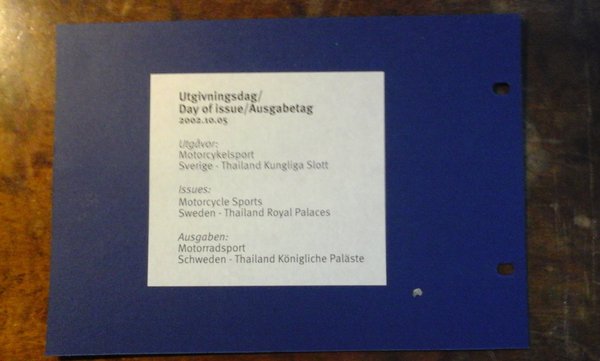 Utgivningsdag/
Day of issue/Ausgabetag
2002.10.05
Utgåvor:
Motorcykelsport
Sverige - Thailand Kungliga Slott
Issues:
Motorcycle Sports
Sweden - Thailand Royal Palaces
Ausgaben:
Motorradsport
Schweden - Thailand Königliche Paläste